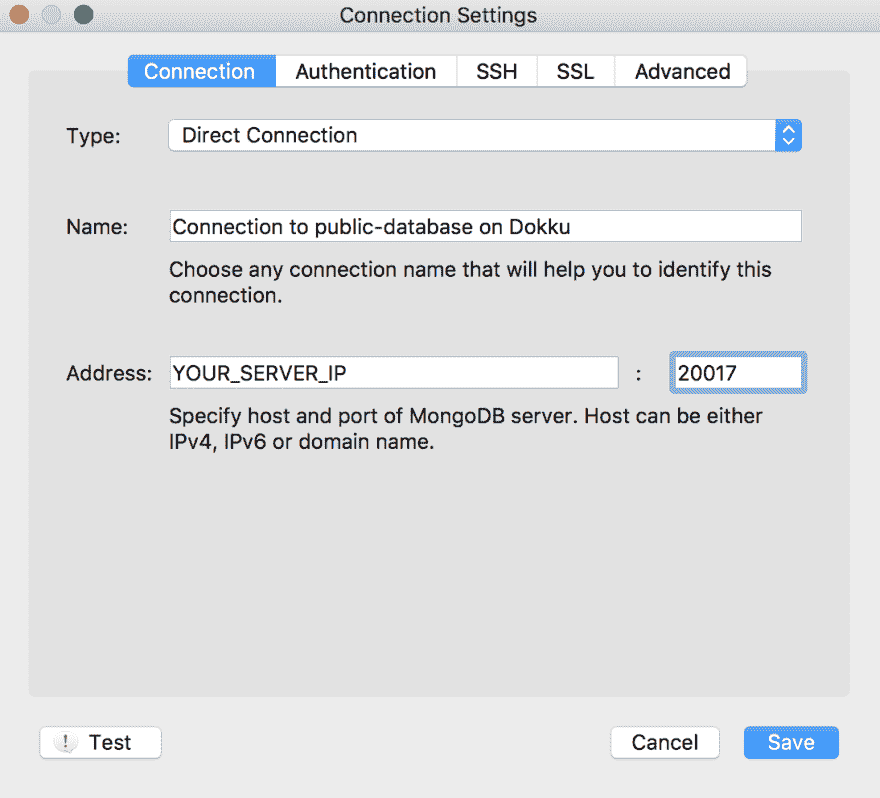 Connection Settings
Connection Authentication SSH SSL Advanced
Type: Direct Connection
Name: Connection to public-database on Dokku
Choose any connection name that will help you to identify this
connection.
Address: YOUR_SERVER_IP : 20017
Specify host and port of MongoDB server. Host can be either
IPv4, IPv6 or domain name.
! Test Cancel Save